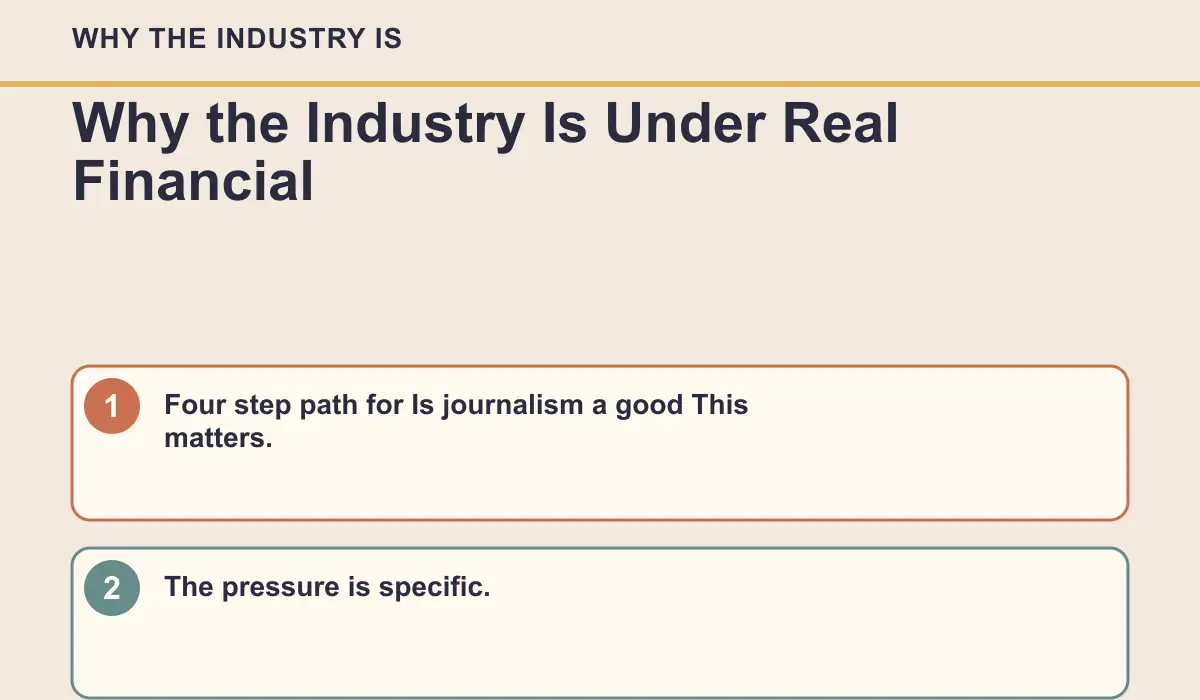 WHY THE INDUSTRY IS
Why the Industry Is Under Real
Financial
1
Four step path for Is journalism a good This
matters.
2
The pressure is specific.